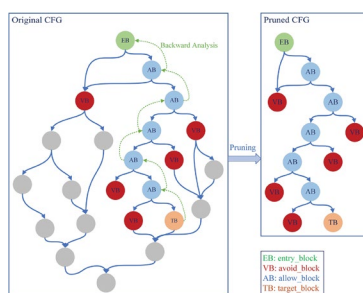 Original CFG
Pruned CFG
EB
Backward Analysis
EB
AB
AB
VB
AB
VB
AB
AB
VB
AB
VB
Pruning
AB
VB
AB
VB
AB
VB
AB
VB
AB
VB
TB
VB
TB
EB: entry_block
VB: avoid_block
AB: allow_block
TB: target_block